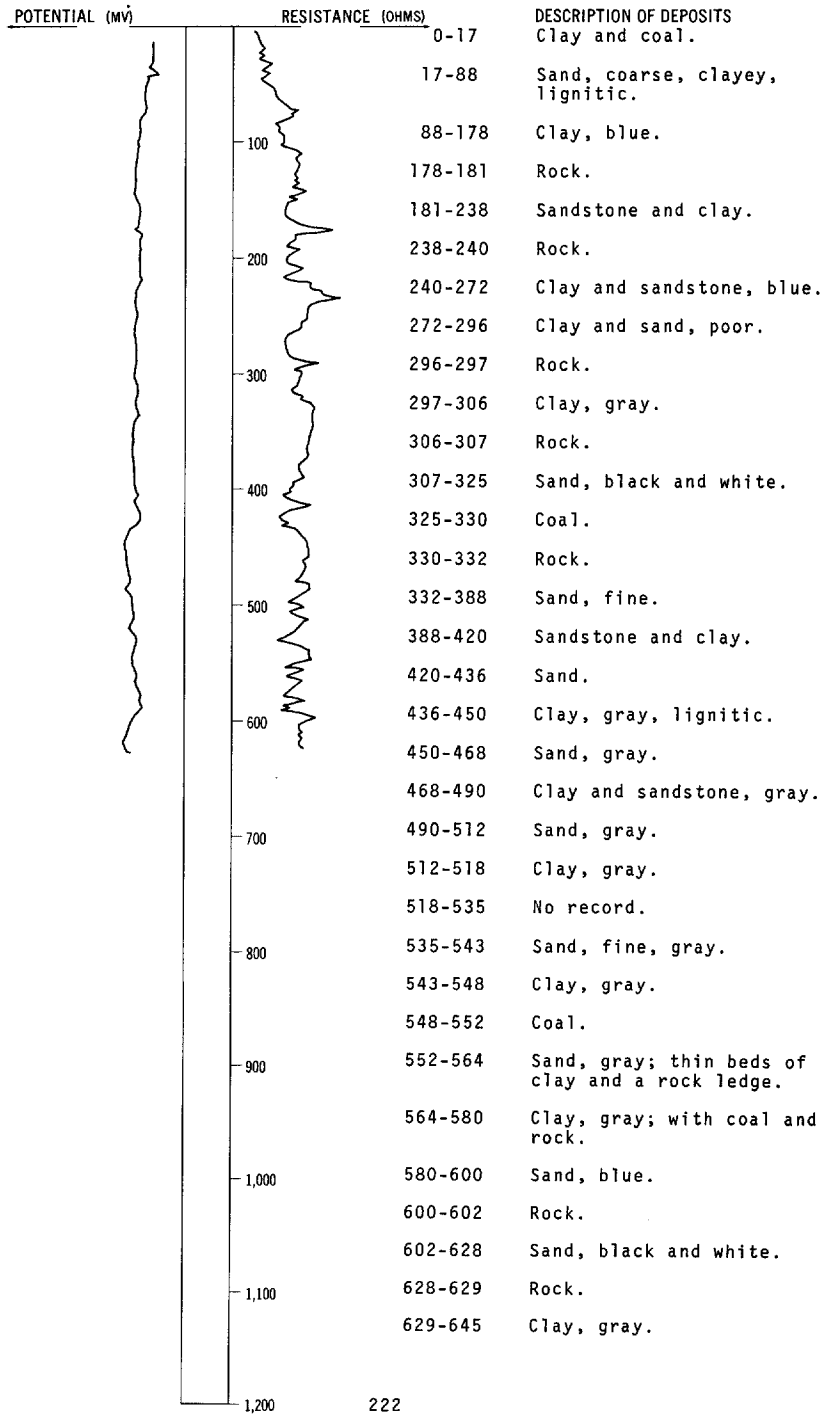 POTENTIAL (MV) RESISTANCE (OHMS) DESCRIPTION OF DEPOSITS
0-17 Clay and coal.
17-88 Sand, coarse, clayey,
lignitic.
88-178 Clay, blue.
100
178-181 Rock.
181-238 Sandstone and clay.
238-240 Rock.
200
240-272 Clay and sandstone, blue.
272-296 Clay and sand, poor.
296-297 Rock.
300
297-306 Clay, gray.
306-307 Rock.
307-325 Sand, black and white.
400
325-330 Coal.
330-332 Rock.
332-388 Sand, fine.
500
388-420 Sandstone and clay.
420-436 Sand.
436-450 Clay, gray, lignitic.
600
450-468 Sand, gray.
468-490 Clay and sandstone, gray.
490-512 Sand, gray.
700
512-518 Clay, gray.
518-535 No record.
535-543 Sand, fine, gray.
800
543-548 Clay, gray.
548-552 Coal.
552-564 Sand, gray; thin beds of
900
clay and a rock ledge.
564-580 Clay, gray; with coal and
rock.
580-600 Sand, blue.
1,000
600-602 Rock.
602-628 Sand, black and white.
628-629 Rock.
1,100
629-645 Clay, gray.
1,200
222